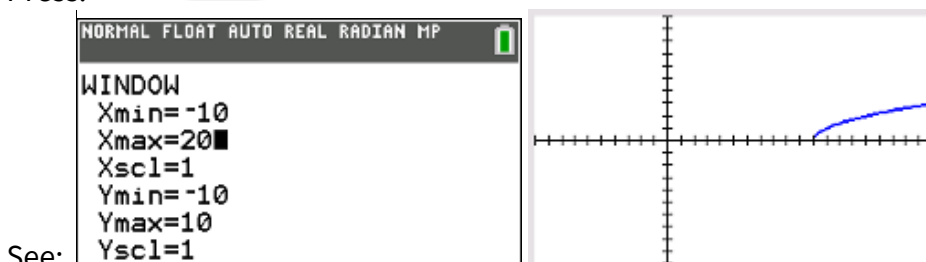 Press:
NORMAL FLOAT AUTO REAL RADIAN MP
WINDOW
Xmin=-10
Xmax=20
Xscl=1
Ymin=-10
Ymax=10
See: Yscl=1